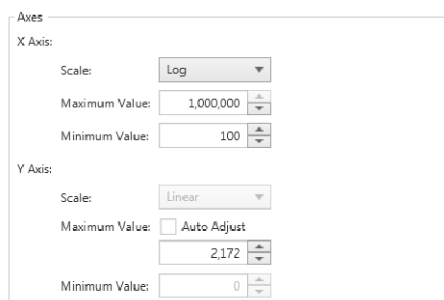 Axes
X Axis:
Scale: Log
Maximum Value: 1,000,000
Minimum Value: 100
Y Axis:
Scale: Linear
Maximum Value: Auto Adjust
2,172
Minimum Value: 0